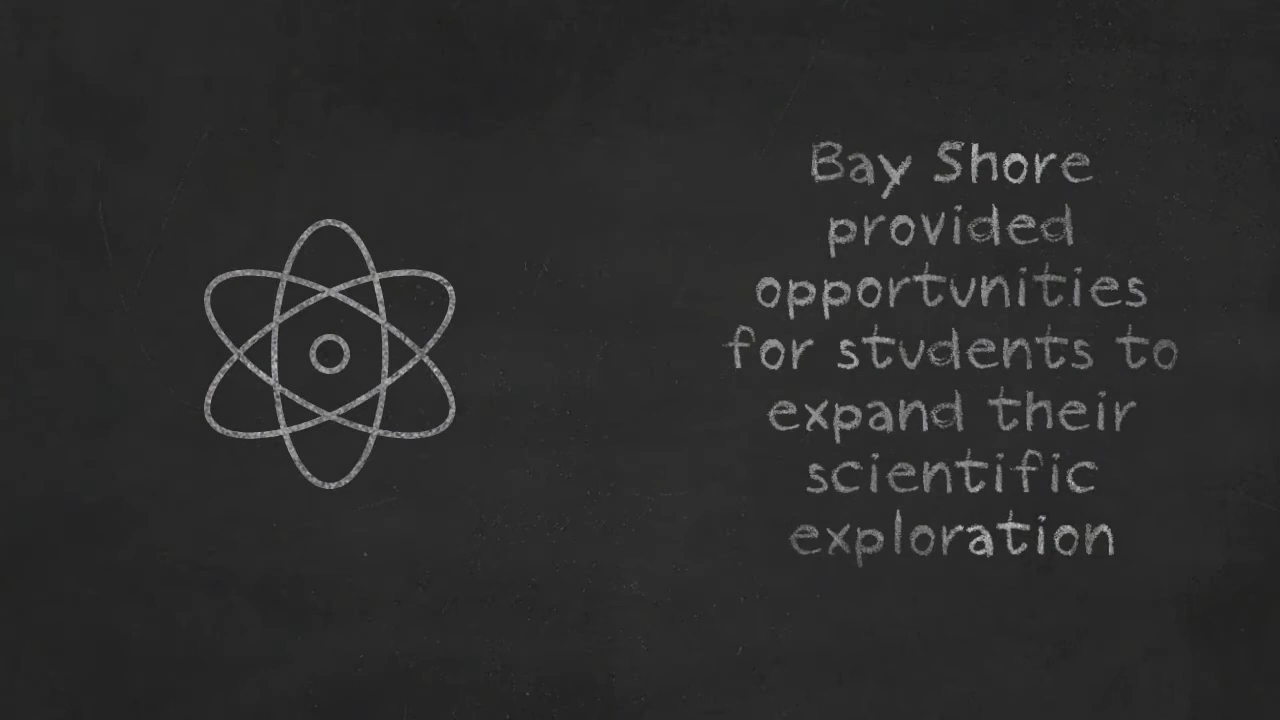 Bay Shore
provided
opportunities
for students to
expand their
scientific
exploration